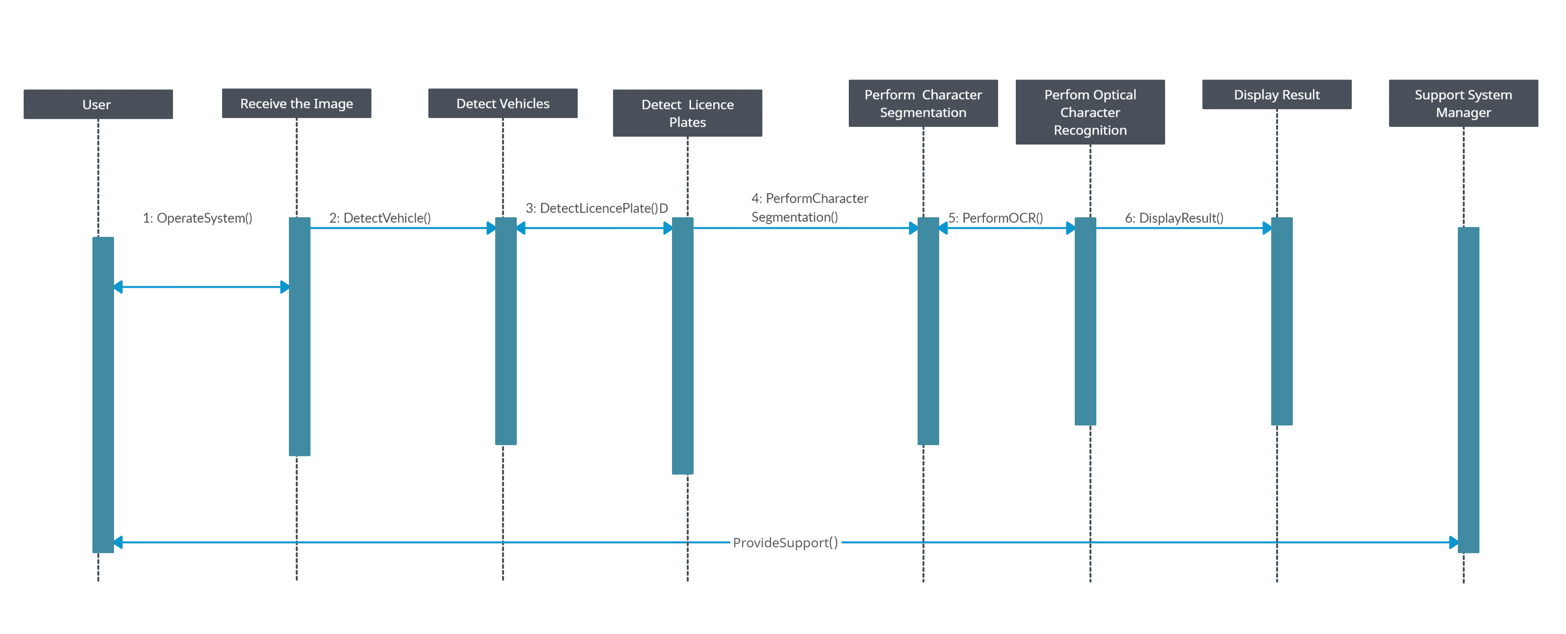 User
Receive the Image
Detect Vehicles
Detect Licence
Plates
Perform Character
Segmentation
Perfom Optical
Character
Recognition
Display Result
Support System
Manager
1: OperateSystem()
2: DetectVehicle()
3: DetectLicencePlate()D
4: PerformCharacter
Segmentation()
5: PerformOCR()
6: DisplayResult()
ProvideSupport()